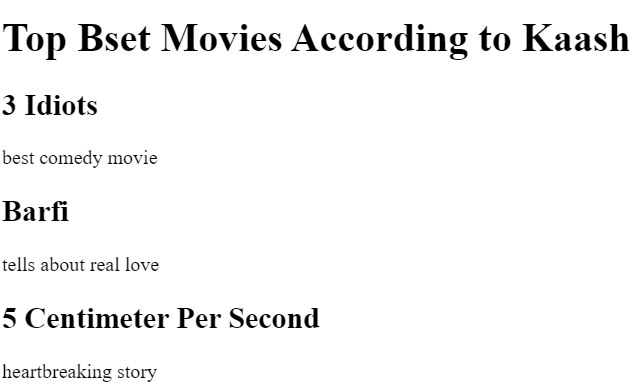 Top Bset Movies According to Kaash
3 Idiots
best comedy movie
Barfi
tells about real love
5 Centimeter Per Second
heartbreaking story